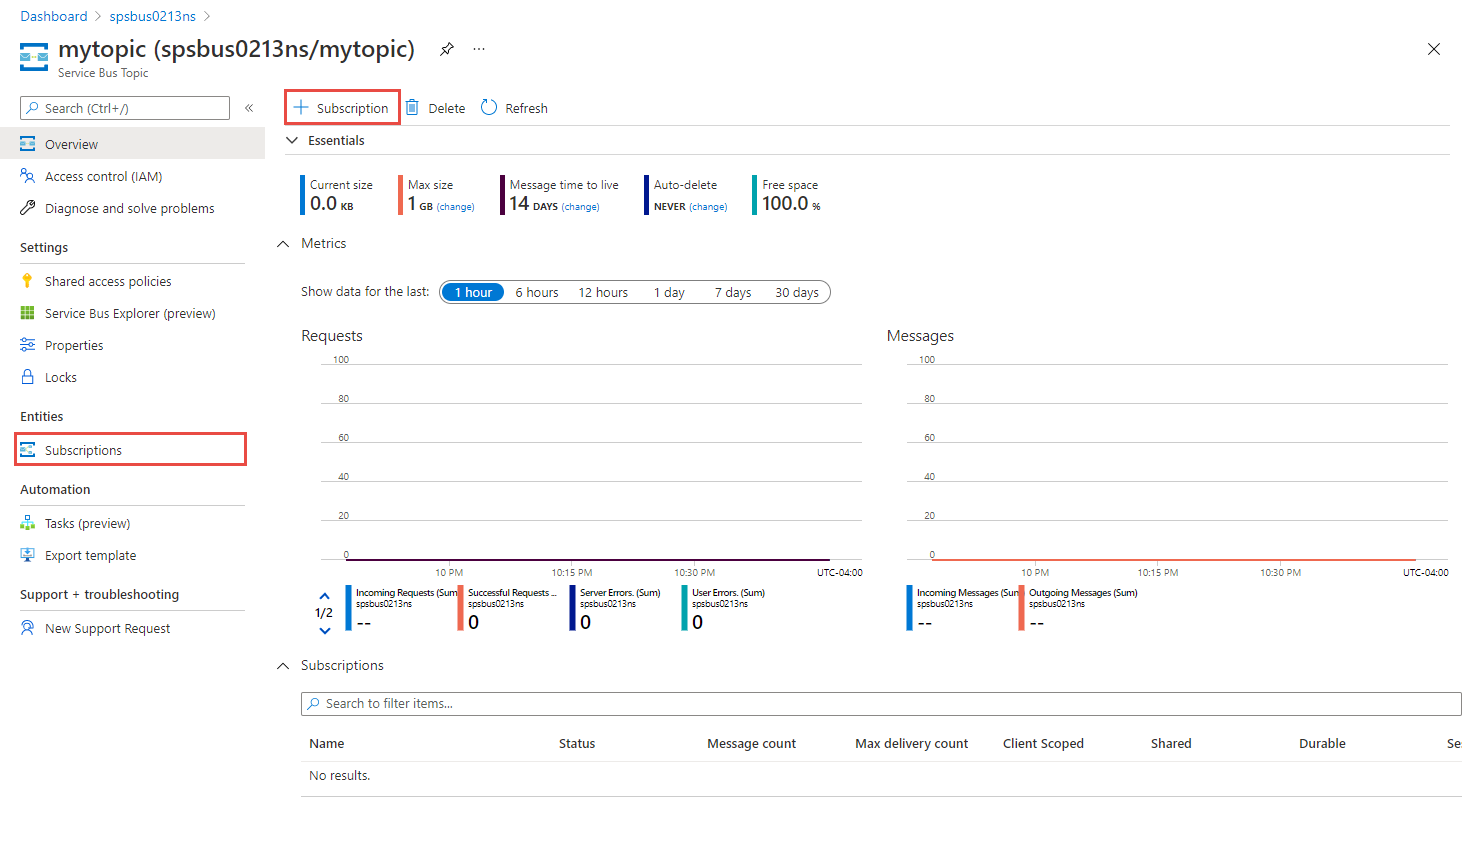 Dashboard > spsbus0213ns >
mytopic (spsbus0213ns/mytopic) ...
Service Bus Topic
Search (Ctrl+/) «
+ Subscription Delete Refresh
Overview
Access control (IAM)
Diagnose and solve problems
Settings
Shared access policies
Service Bus Explorer (preview)
Properties
Locks
Entities
Subscriptions
Automation
Tasks (preview)
Export template
Support + troubleshooting
New Support Request
Essentials
Current size Max size Message time to live Auto-delete Free space
0.0 KB 1 GB (change) 14 DAYS (change) NEVER (change) 100.0 %
Metrics
Show data for the last: 1 hour 6 hours 12 hours 1 day 7 days 30 days
Requests
100
80
60
40
20
0
10 PM 10:15 PM 10:30 PM UTC-04:00
1/2
Incoming Requests (Sum)
spsbus0213ns
--
Successful Requests ...
spsbus0213ns
0
Server Errors. (Sum)
spsbus0213ns
0
User Errors. (Sum)
spsbus0213ns
0
Messages
100
80
60
40
20
0
10 PM 10:15 PM 10:30 PM UTC-04:00
Incoming Messages (Sum
spsbus0213ns
--
Outgoing Messages (Sum)
spsbus0213ns
--
Subscriptions
Search to filter items...
Name Status Message count Max delivery count Client Scoped Shared Durable Se
No results.